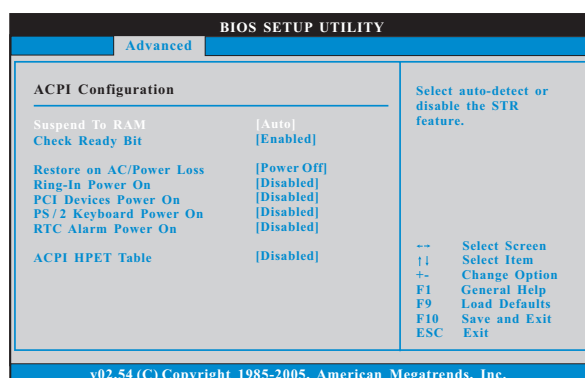 BIOS SETUP UTILITY
Advanced
ACPI Configuration
Suspend To RAM [Auto]
Check Ready Bit [Enabled]
Restore on AC/Power Loss [Power Off]
Ring-In Power On [Disabled]
PCI Devices Power On [Disabled]
PS/2 Keyboard Power On [Disabled]
RTC Alarm Power On [Disabled]
ACPI HPET Table [Disabled]
Select auto-detect or
disable the STR
feature.
←→ Select Screen
↑↓ Select Item
+- Change Option
F1 General Help
F9 Load Defaults
F10 Save and Exit
ESC Exit
v02.54 (C) Copyright 1985-2005, American Megatrends, Inc.